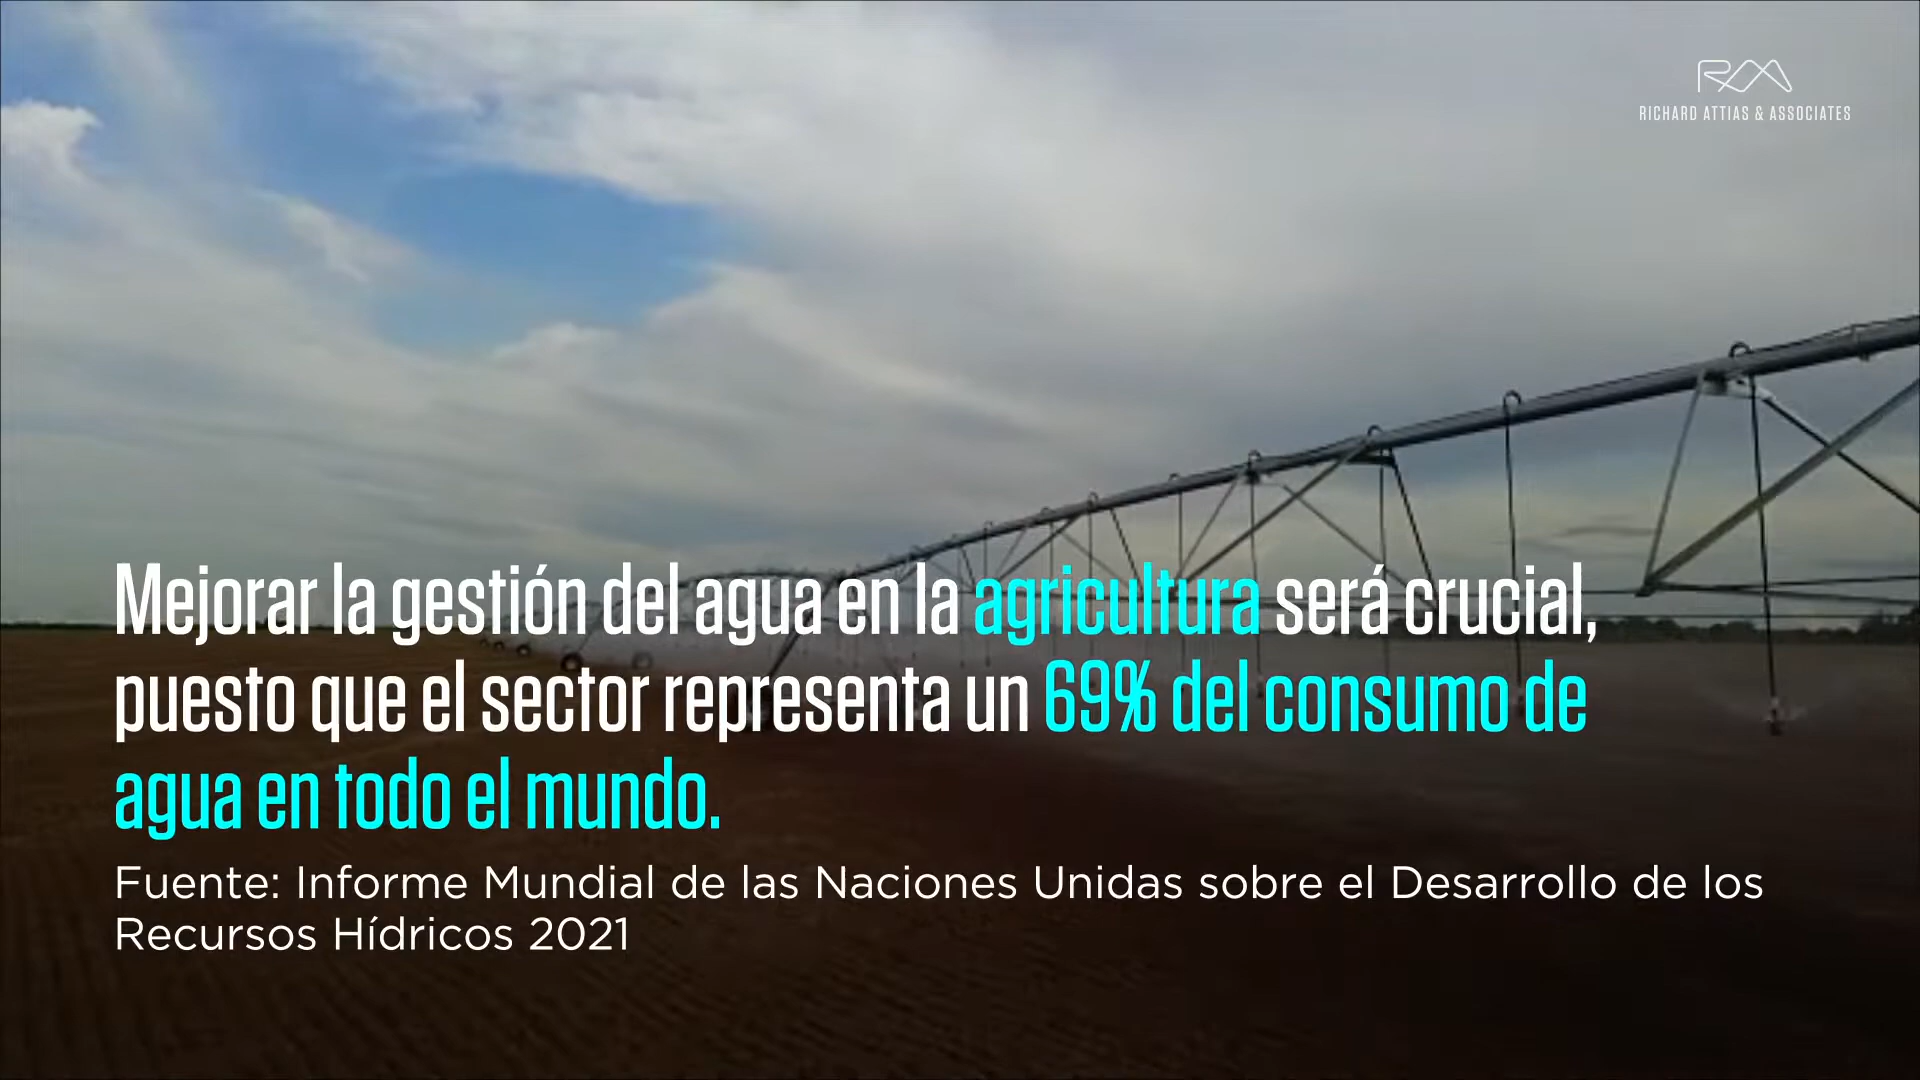 RICHARD ATTIAS & ASSOCIATES
Mejorar la gestión del agua en la agricultura será crucial,
puesto que el sector representa un 69% del consumo de
agua en todo el mundo.
Fuente: Informe Mundial de las Naciones Unidas sobre el Desarrollo de los
Recursos Hídricos 2021